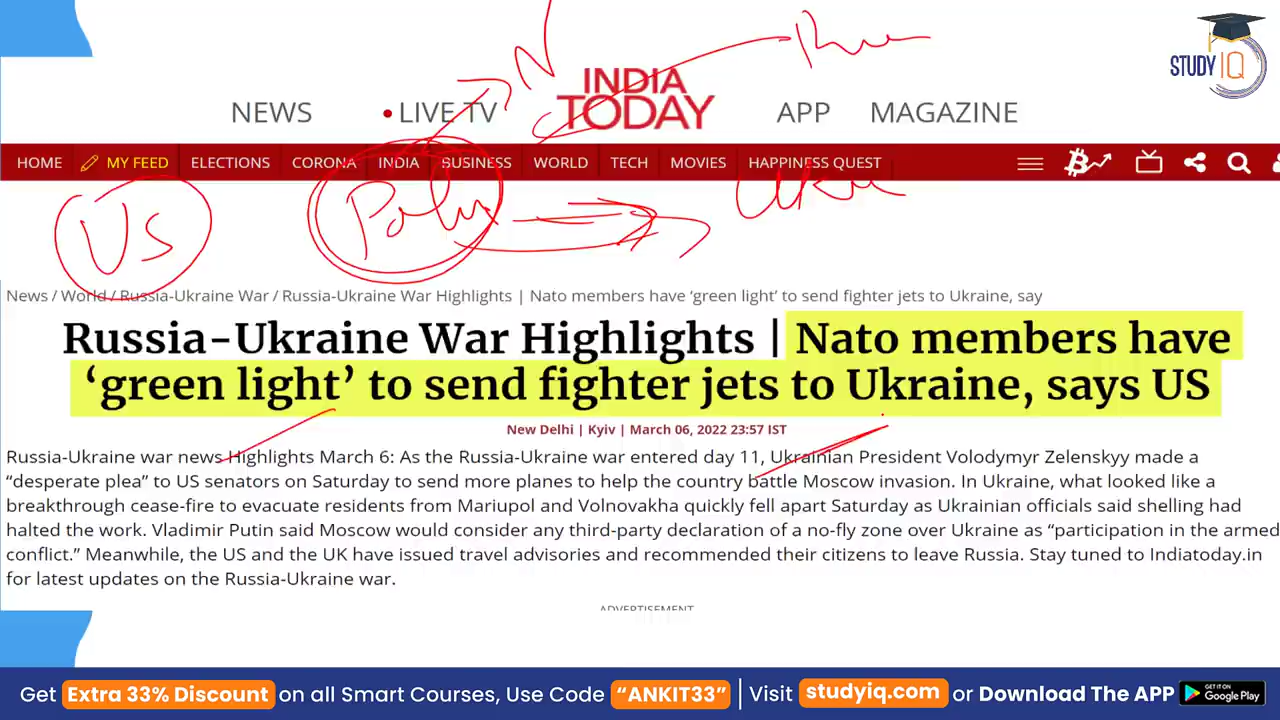 STUDY IQ
INDIA
TODAY
NEWS
LIVE TV
APP
MAGAZINE
HOME
MY FEED
ELECTIONS
CORONA
INDIA
BUSINESS
WORLD
TECH
MOVIES
HAPPINESS QUEST
US
News / World / Russia-Ukraine War / Russia-Ukraine War Highlights | Nato members have ‘green light’ to send fighter jets to Ukraine, say
Russia-Ukraine War Highlights | Nato members have
‘green light’ to send fighter jets to Ukraine, says US
New Delhi | Kyiv | March 06, 2022 23:57 IST
Russia-Ukraine war news Highlights March 6: As the Russia-Ukraine war entered day 11, Ukrainian President Volodymyr Zelenskyy made a
“desperate plea” to US senators on Saturday to send more planes to help the country battle Moscow invasion. In Ukraine, what looked like a
breakthrough cease-fire to evacuate residents from Mariupol and Volnovakha quickly fell apart Saturday as Ukrainian officials said shelling had
halted the work. Vladimir Putin said Moscow would consider any third-party declaration of a no-fly zone over Ukraine as “participation in the armed
conflict.” Meanwhile, the US and the UK have issued travel advisories and recommended their citizens to leave Russia. Stay tuned to Indiatoday.in
for latest updates on the Russia-Ukraine war.
ADVERTISEMENT
Get Extra 33% Discount on all Smart Courses, Use Code “ANKIT33” | Visit studyiq.com or Download The APP GET IT ON Google Play